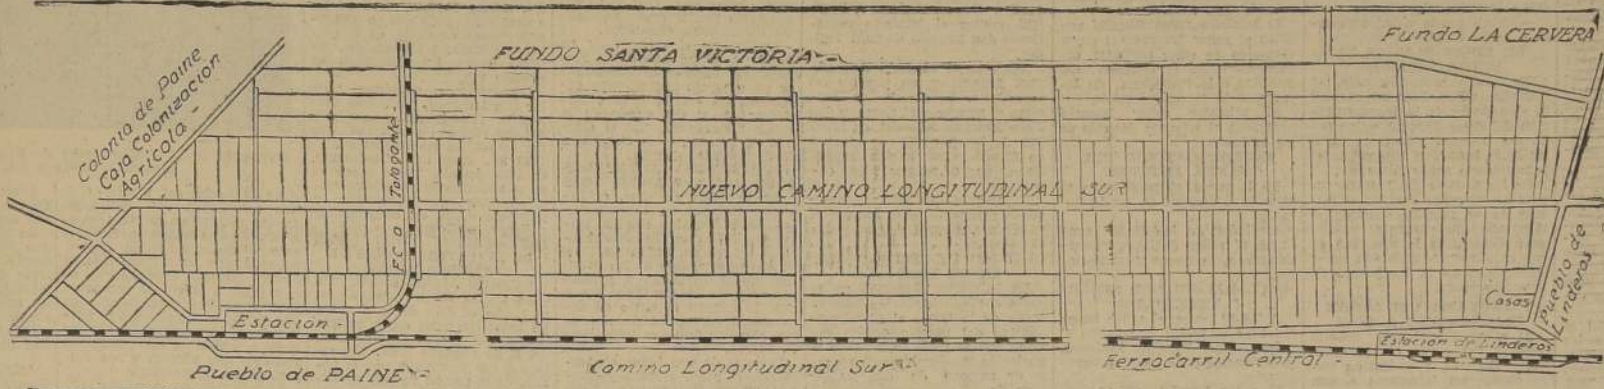 FUNDO SANTA VICTORIA
Fundo LA CERVERA
Colonia de Paine
Caja Colonizacion
Agricola
F.C. a Talagante
NUEVO CAMINO LONGITUDINAL SUR
Pueblo de
Linderos
Casas
Estacion
Estacion de Linderos
Pueblo de PAINE
Camino Longitudinal Sur
Ferrocarril Central